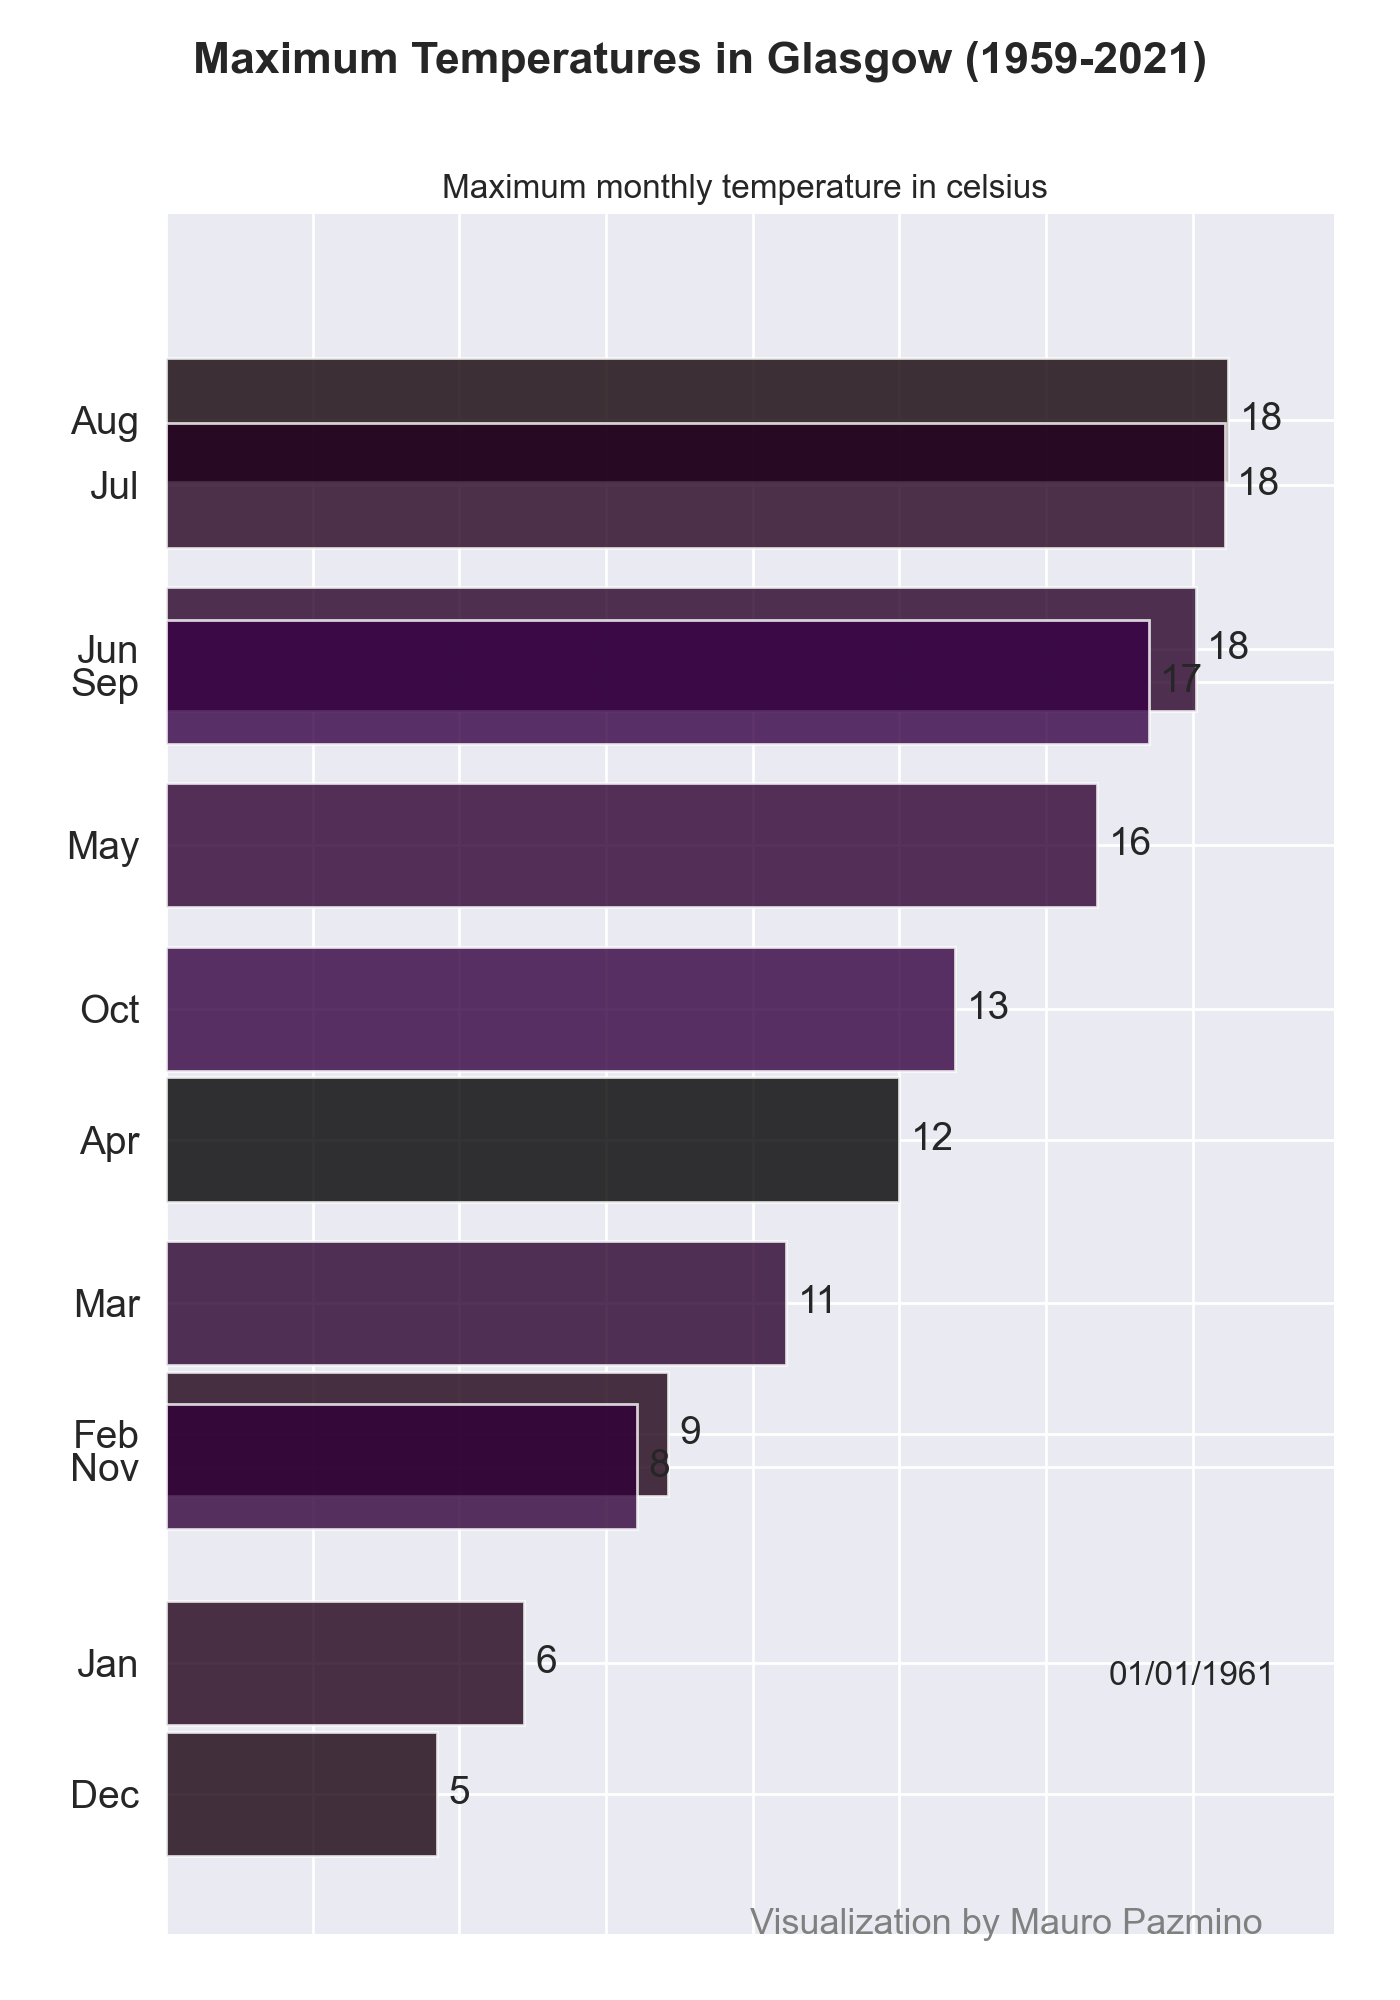 Maximum Temperatures in Glasgow (1959-2021)
Maximum monthly temperature in celsius
Aug 18
Jul 18
Jun 18
Sep 17
May 16
Oct 13
Apr 12
Mar 11
Feb 9
Nov 8
Jan 6
01/01/1961
Dec 5
Visualization by Mauro Pazmino